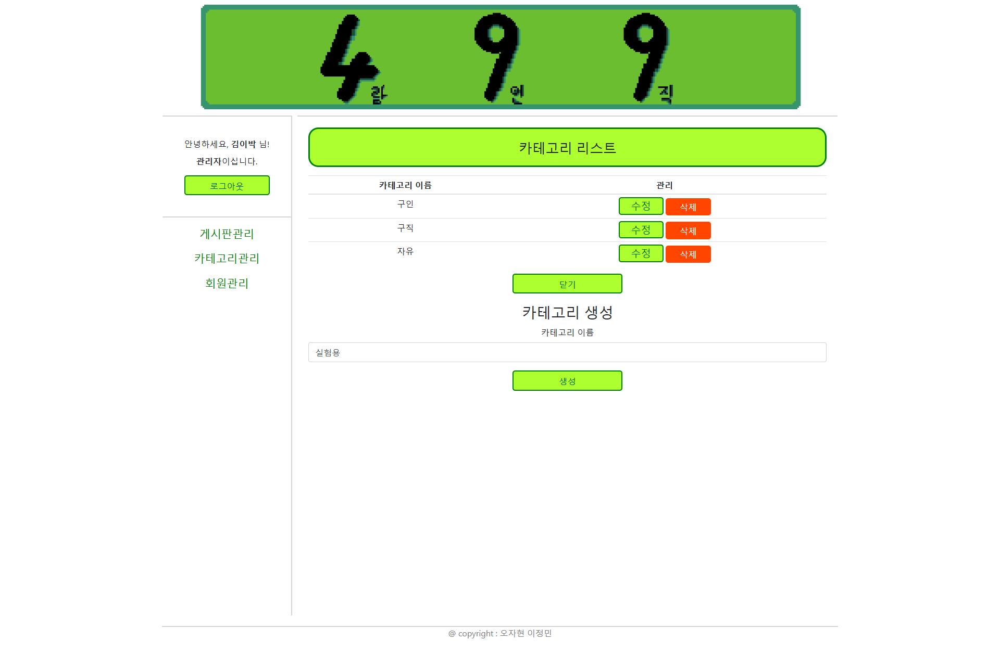 4 9 9
인 직
안녕하세요, 김이박 님!
관리자이십니다.
로그아웃
게시판관리
카테고리관리
회원관리
카테고리 리스트
카테고리 이름 관리
구인 수정 삭제
구직 수정 삭제
자유 수정 삭제
닫기
카테고리 생성
카테고리 이름
실험용
생성
@ copyright : 오자현 이정민